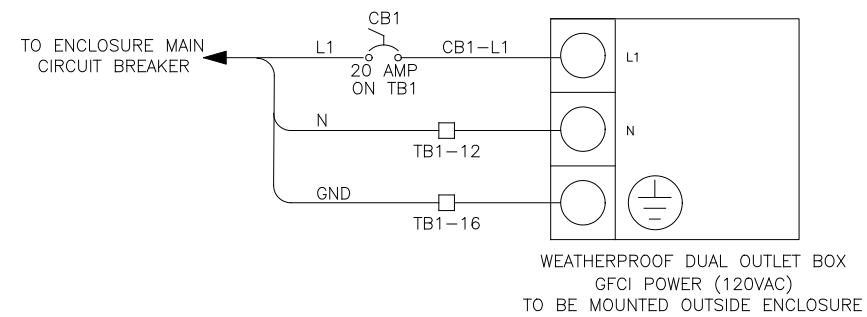 CB1
TO ENCLOSURE MAIN
CIRCUIT BREAKER
L1
CB1-L1
L1
20 AMP
ON TB1
N
N
TB1-12
GND
TB1-16
WEATHERPROOF DUAL OUTLET BOX
GFCI POWER (120VAC)
TO BE MOUNTED OUTSIDE ENCLOSURE